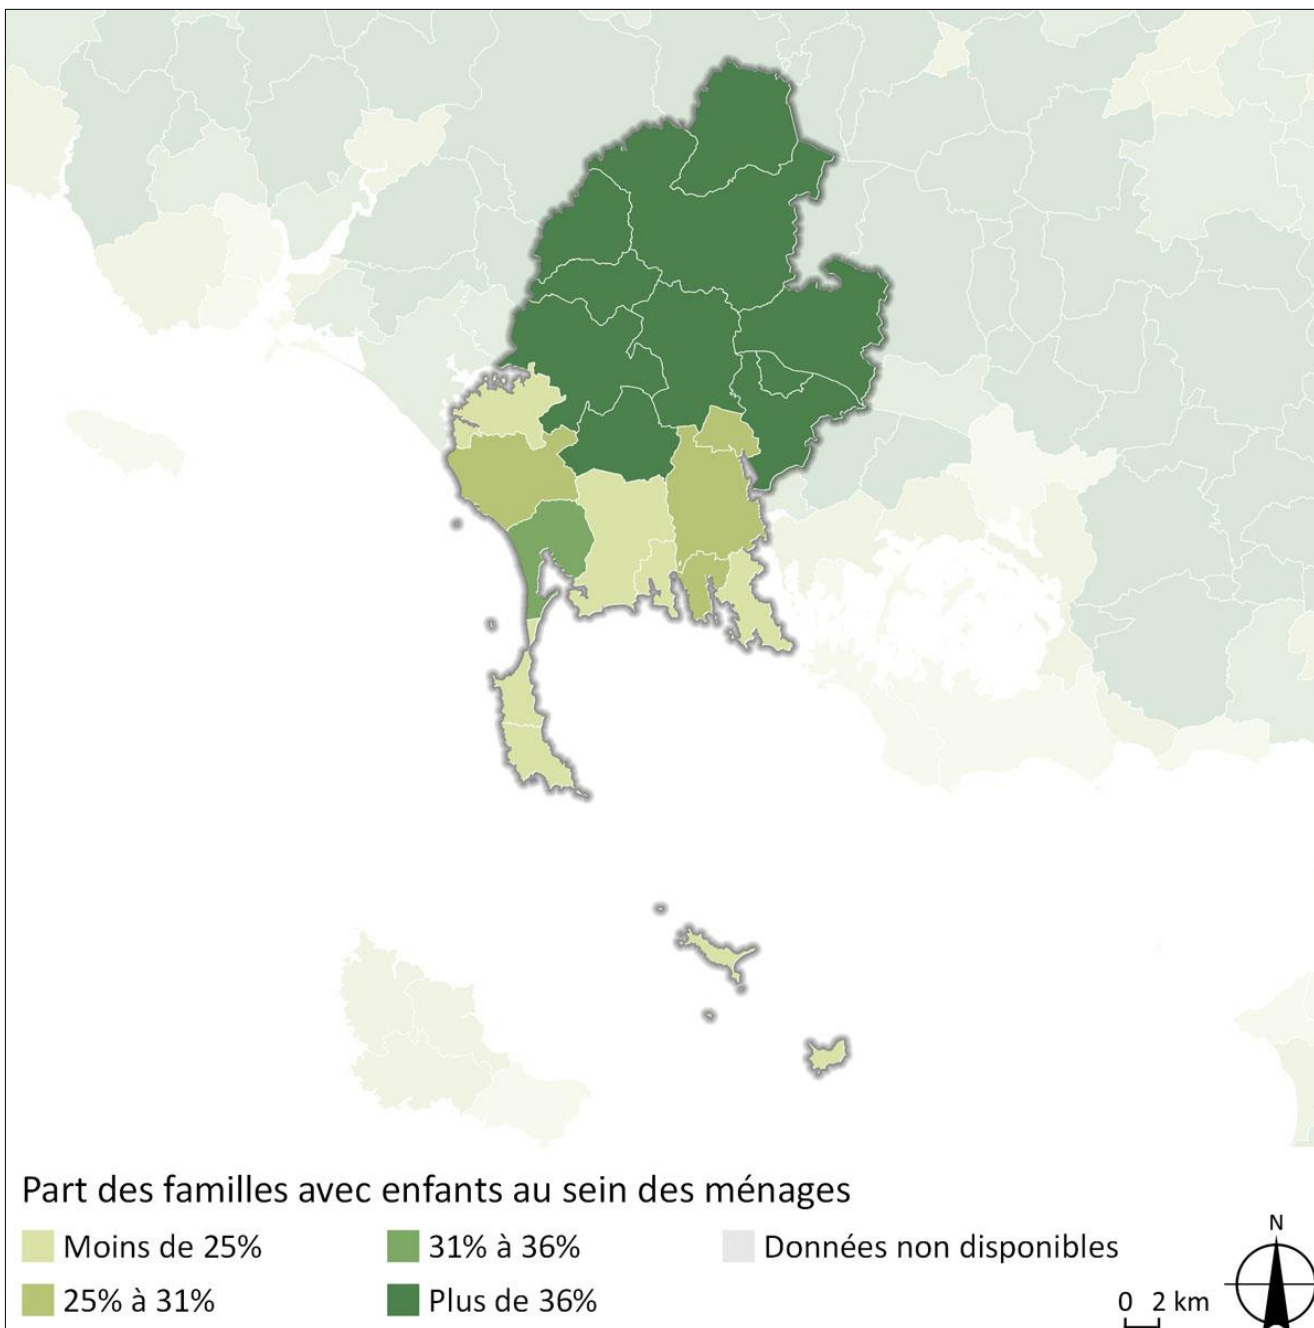 Part des familles avec enfants au sein des ménages
Moins de 25%
31% à 36%
Données non disponibles
25% à 31%
Plus de 36%
0 2 km
N